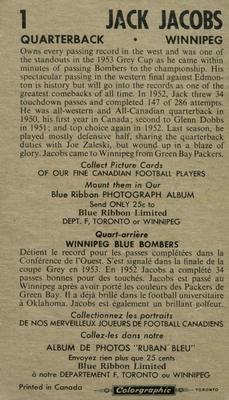 1 JACK JACOBS
QUARTERBACK • WINNIPEG
Owns every passing record in the west and was one of
the standouts in the 1953 Grey Cup as he came within
minutes of passing Bombers to the championship. His
spectacular passing in the western final against Edmon-
ton is history but will go into the records as one of the
greatest comebacks of all time. In 1952, Jack threw 34
touchdown passes and completed 147 of 286 attempts.
He was all-western and All-Canadian quarterback in
1950, his first year in Canada; second to Glenn Dobbs
in 1951; and top choice again in 1952. Last season, he
played mostly defensive half, sharing the quarterback
duties with Joe Zaleski, but wound up in a blaze of
glory. Jacobs came to Winnipeg from Green Bay Packers.
Collect Picture Cards
OF OUR FINE CANADIAN FOOTBALL PLAYERS
Mount them in Our
Blue Ribbon PHOTOGRAPH ALBUM
Send ONLY 25c to
Blue Ribbon Limited
DEPT. F, TORONTO or WINNIPEG
Quart-arrière
WINNIPEG BLUE BOMBERS
Détient le record pour les passes complétées dans la
Conférence de l'Ouest. S'est signalé dans la finale de la
coupe Grey en 1953. En 1952 Jacobs a complété 34
passes bonnes pour des touchés. Jacobs est passé au
Winnipeg après avoir porté les couleurs des Packers de
Green Bay. Il a déjà brillé dans le football universitaire
à Oklahoma. Jacobs est également un brillant golfeur.
Collectionnez les portraits
DE NOS MERVEILLEUX JOUEURS DE FOOTBALL CANADIENS
Collez-les dans notre
ALBUM DE PHOTOS "RUBAN BLEU"
Envoyez rien plus que 25 cents
Blue Ribbon Limited
à notre DEPARTEMENT F, TORONTO ou WINNIPEG
Printed in Canada Colorgraphic TORONTO